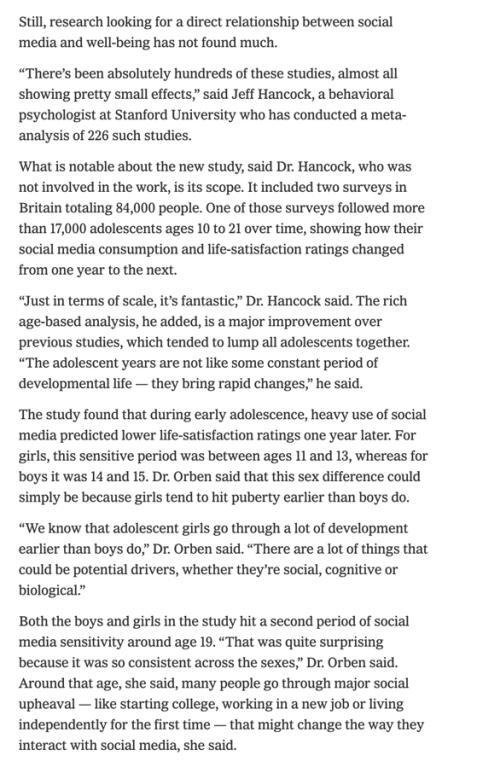 Still, research looking for a direct relationship between social
media and well-being has not found much.
“There’s been absolutely hundreds of these studies, almost all
showing pretty small effects,” said Jeff Hancock, a behavioral
psychologist at Stanford University who has conducted a meta-
analysis of 226 such studies.
What is notable about the new study, said Dr. Hancock, who was
not involved in the work, is its scope. It included two surveys in
Britain totaling 84,000 people. One of those surveys followed more
than 17,000 adolescents ages 10 to 21 over time, showing how their
social media consumption and life-satisfaction ratings changed
from one year to the next.
“Just in terms of scale, it’s fantastic,” Dr. Hancock said. The rich
age-based analysis, he added, is a major improvement over
previous studies, which tended to lump all adolescents together.
“The adolescent years are not like some constant period of
developmental life — they bring rapid changes,” he said.
The study found that during early adolescence, heavy use of social
media predicted lower life-satisfaction ratings one year later. For
girls, this sensitive period was between ages 11 and 13, whereas for
boys it was 14 and 15. Dr. Orben said that this sex difference could
simply be because girls tend to hit puberty earlier than boys do.
“We know that adolescent girls go through a lot of development
earlier than boys do,” Dr. Orben said. “There are a lot of things that
could be potential drivers, whether they’re social, cognitive or
biological.”
Both the boys and girls in the study hit a second period of social
media sensitivity around age 19. “That was quite surprising
because it was so consistent across the sexes,” Dr. Orben said.
Around that age, she said, many people go through major social
upheaval — like starting college, working in a new job or living
independently for the first time — that might change the way they
interact with social media, she said.